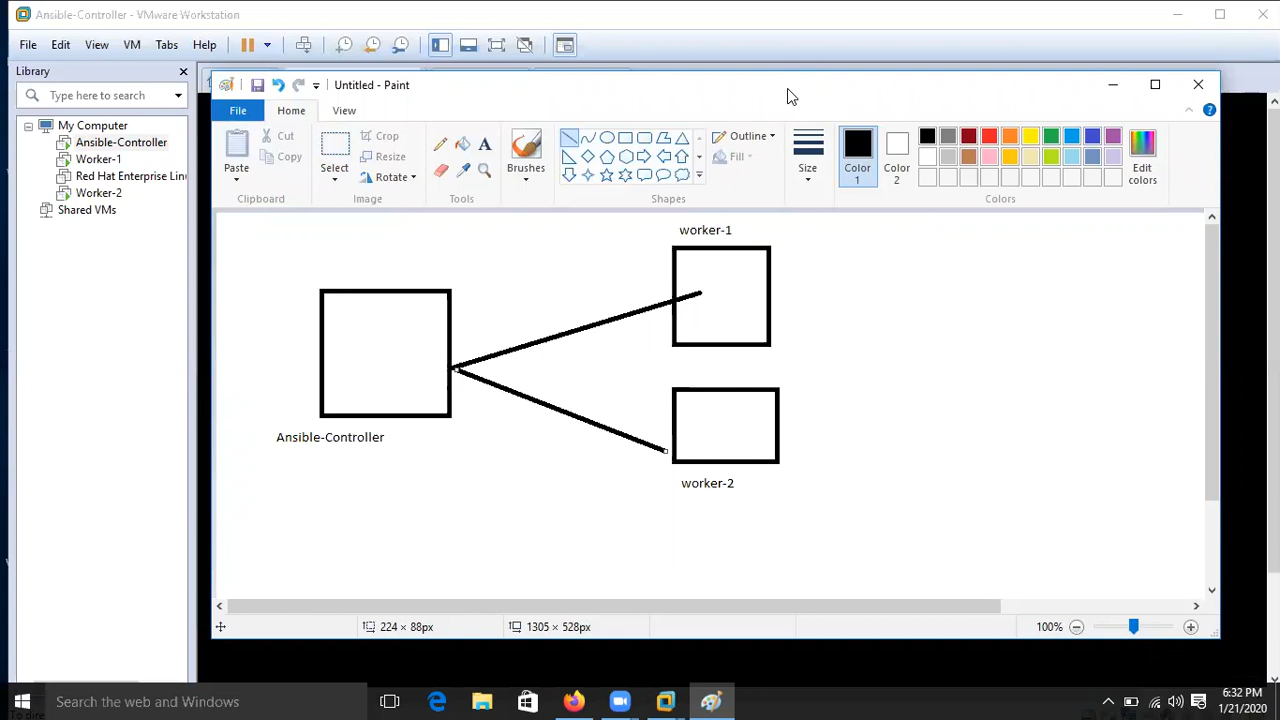 Ansible-Controller - VMware Workstation
File Edit View VM Tabs Help
Library
Type here to search
My Computer
Ansible-Controller
Worker-1
Red Hat Enterprise Lin
Worker-2
Shared VMs
Untitled - Paint
File Home View
Paste
Cut
Copy
Clipboard
Select
Crop
Resize
Rotate
Image
Tools
Brushes
Outline
Fill
Shapes
Size
Color 1
Color 2
Edit colors
Colors
worker-1
Ansible-Controller
worker-2
224 × 88px
1305 × 528px
100%
Search the web and Windows
6:32 PM
1/21/2020